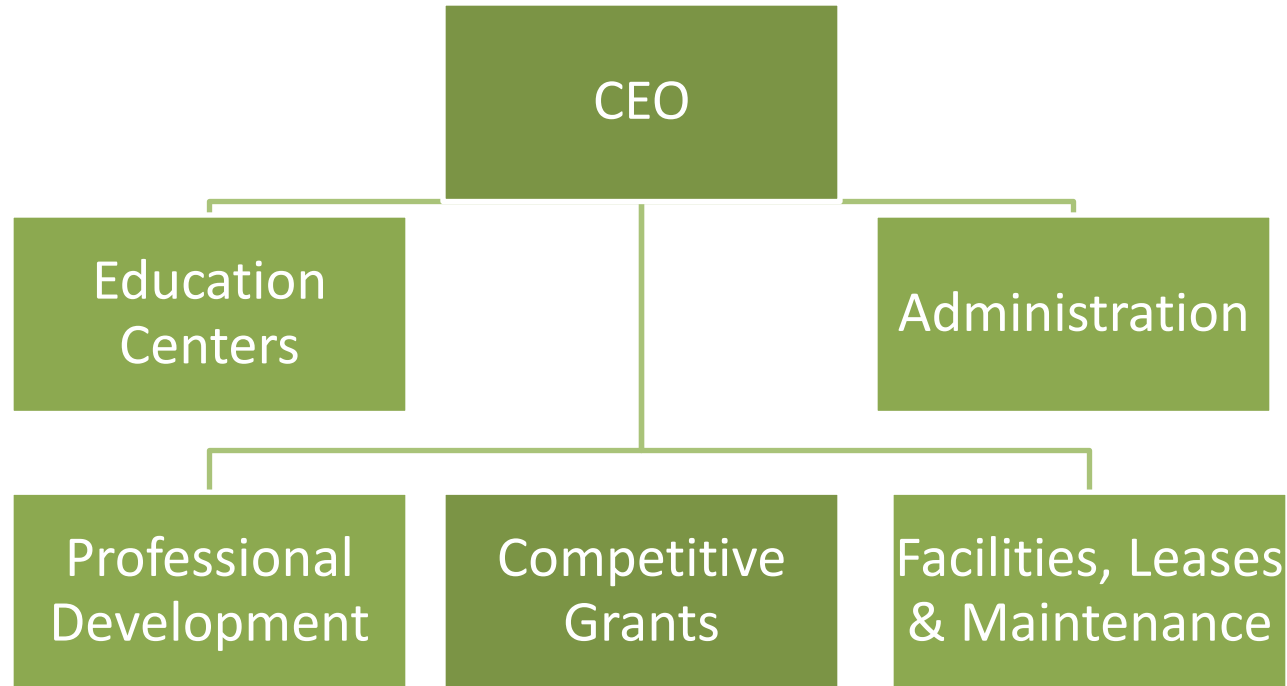 CEO
Education
Centers
Administration
Professional
Development
Competitive
Grants
Facilities, Leases
& Maintenance